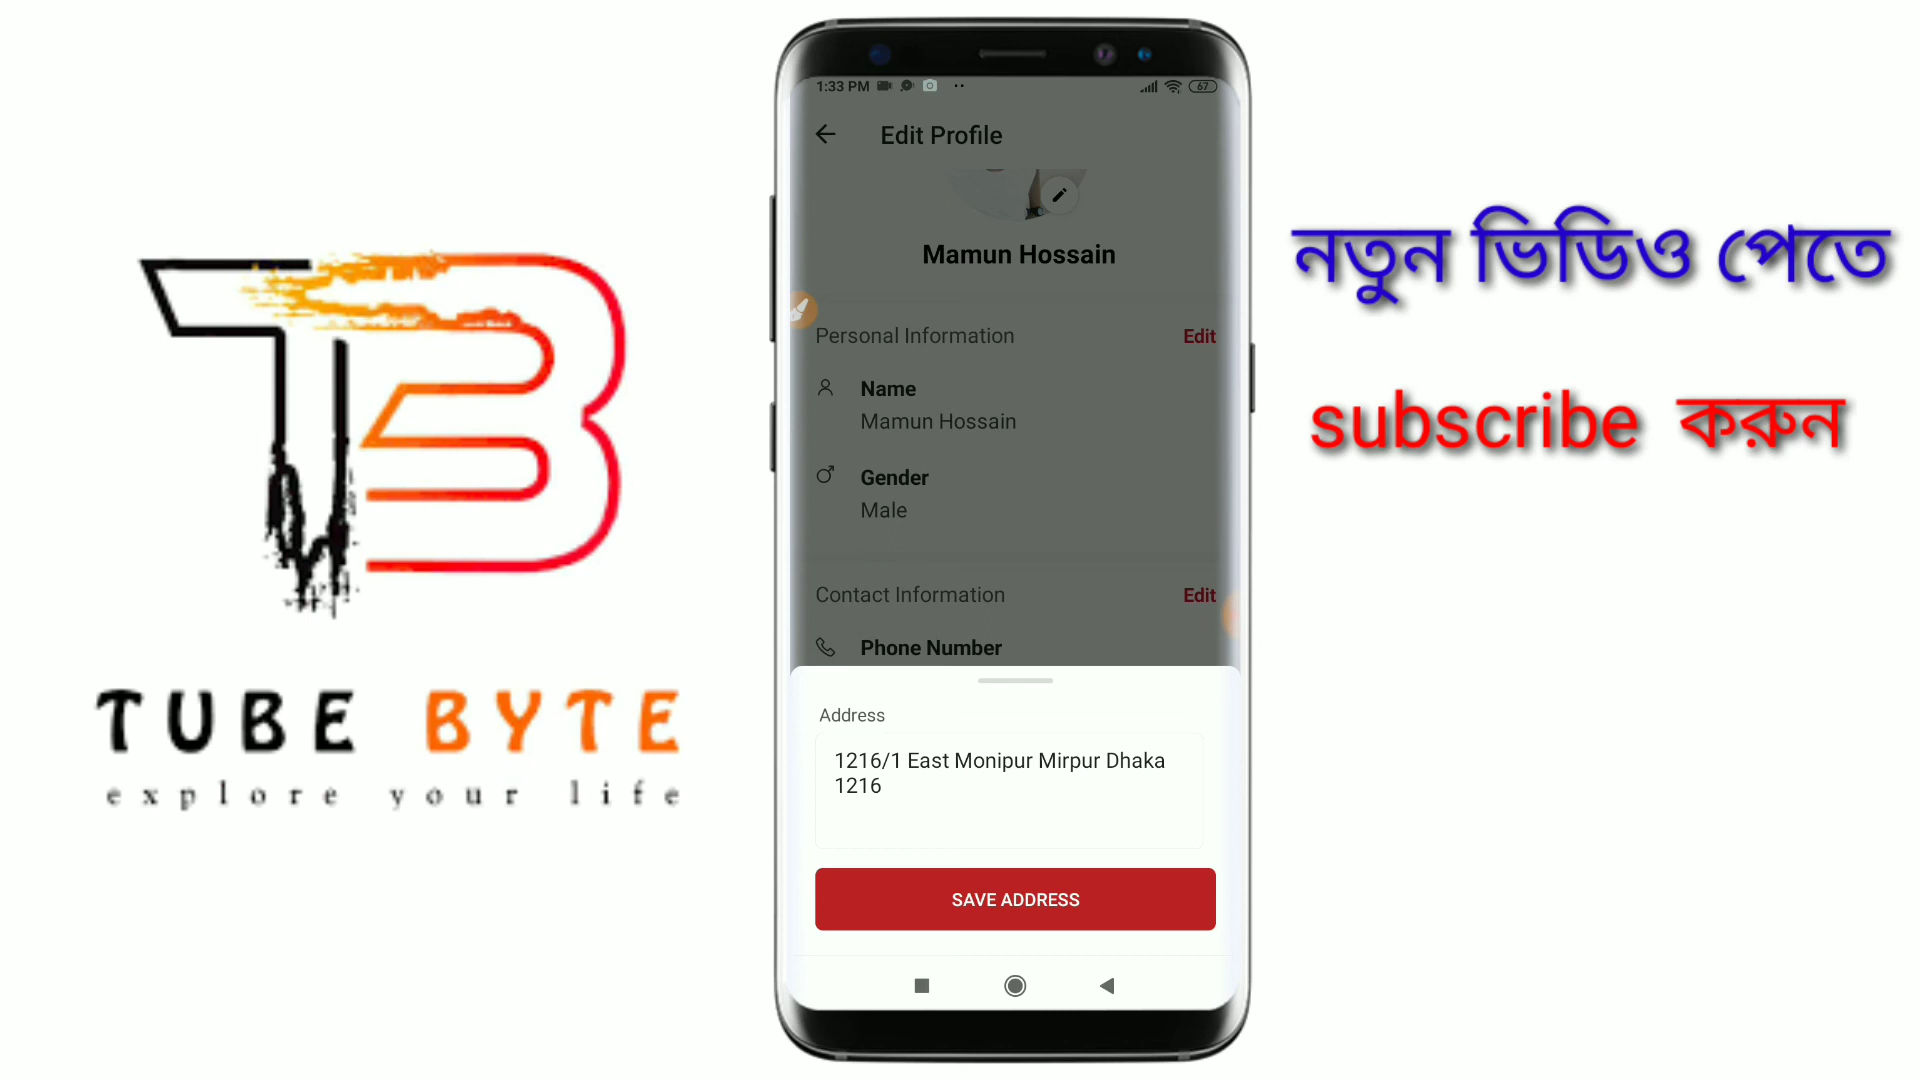 TUBE BYTE
explore your life
1:33 PM
67
Edit Profile
Mamun Hossain
Personal Information
Edit
Name
Mamun Hossain
Gender
Male
Contact Information
Edit
Phone Number
Address
1216/1 East Monipur Mirpur Dhaka
1216
SAVE ADDRESS
নতুন ভিডিও পেতে
subscribe করুন